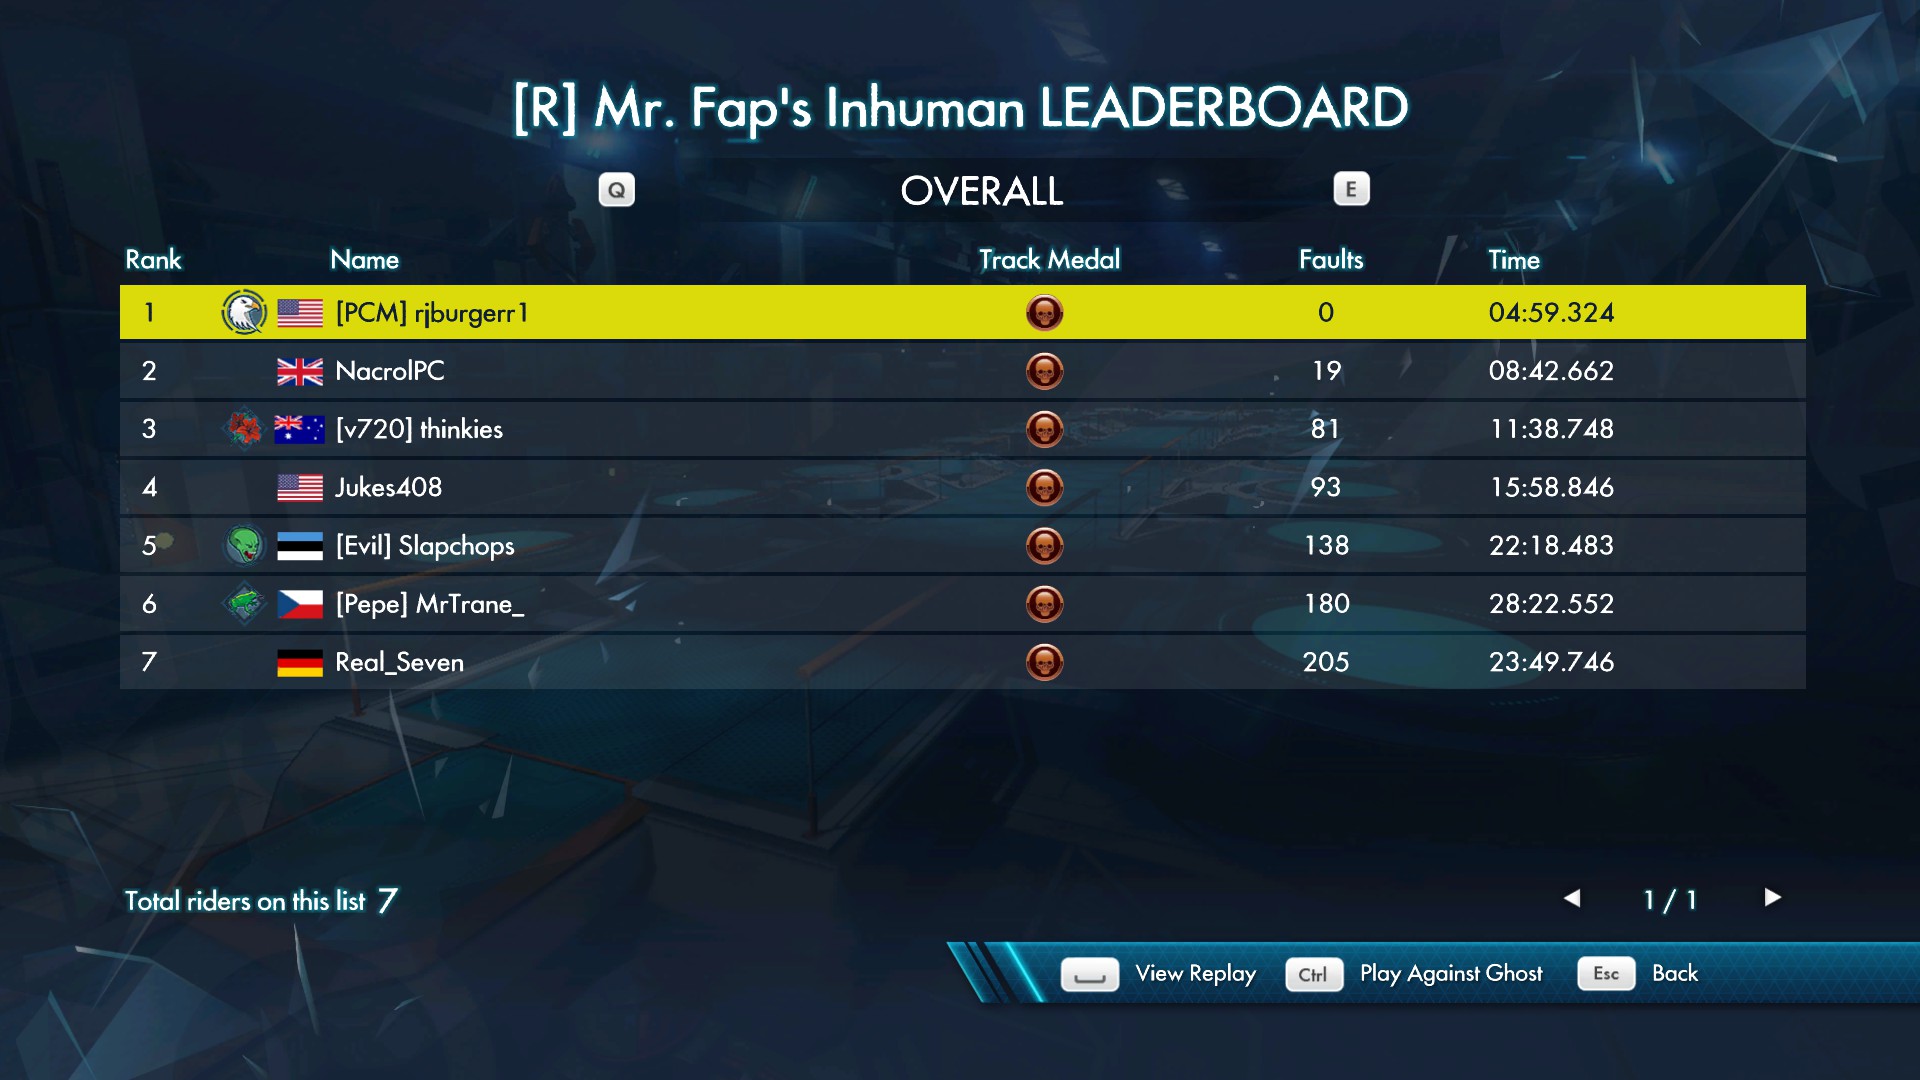 [R] Mr. Fap's Inhuman LEADERBOARD
Q OVERALL E
Rank Name Track Medal Faults Time
1 [PCM] rjburgerr1 0 04:59.324
2 NacrolPC 19 08:42.662
3 [v720] thinkies 81 11:38.748
4 Jukes408 93 15:58.846
5 [Evil] Slapchops 138 22:18.483
6 [Pepe] MrTrane_ 180 28:22.552
7 Real_Seven 205 23:49.746
Total riders on this list 7 1 / 1
View Replay Ctrl Play Against Ghost Esc Back